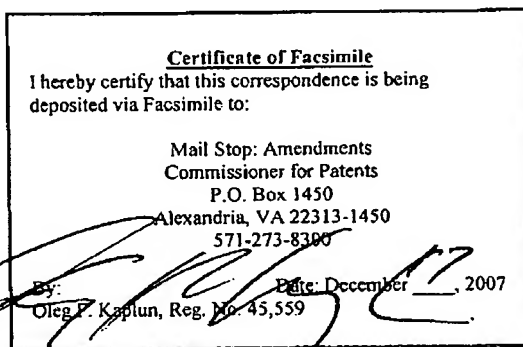 Certificate of Facsimile
I hereby certify that this correspondence is being
deposited via Facsimile to:
Mail Stop: Amendments
Commissioner for Patents
P.O. Box 1450
Alexandria, VA 22313-1450
571-273-8300
By: Date: December ____, 2007
Oleg F. Kaplun, Reg. No. 45,559